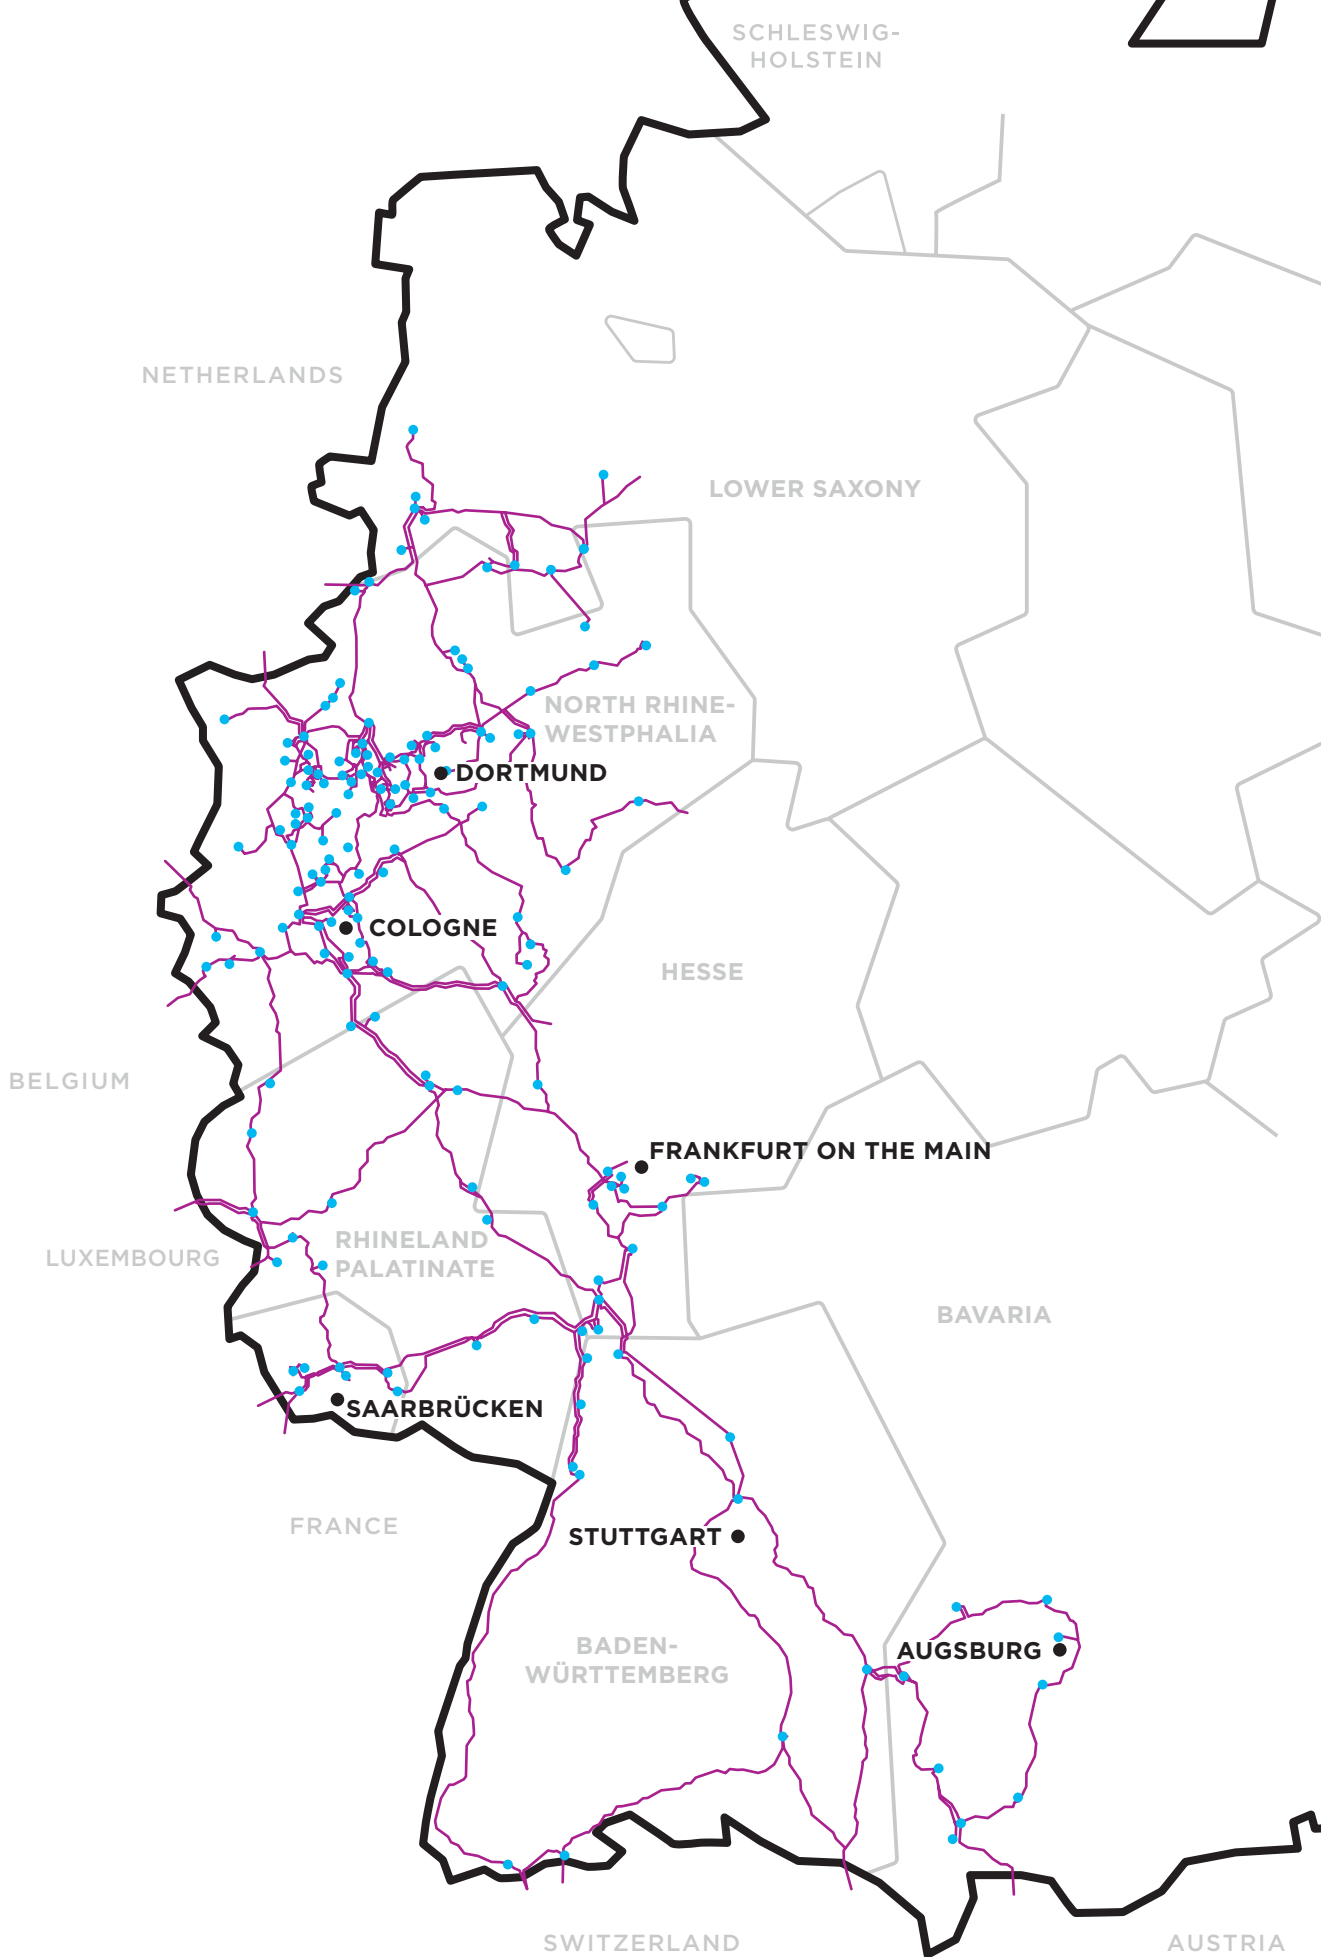 SCHLESWIG-
HOLSTEIN
NETHERLANDS
LOWER SAXONY
NORTH RHINE-
WESTPHALIA
DORTMUND
COLOGNE
HESSE
BELGIUM
FRANKFURT ON THE MAIN
RHINELAND
PALATINATE
LUXEMBOURG
BAVARIA
SAARBRÜCKEN
FRANCE
STUTTGART
BADEN-
WÜRTTEMBERG
AUGSBURG
SWITZERLAND
AUSTRIA